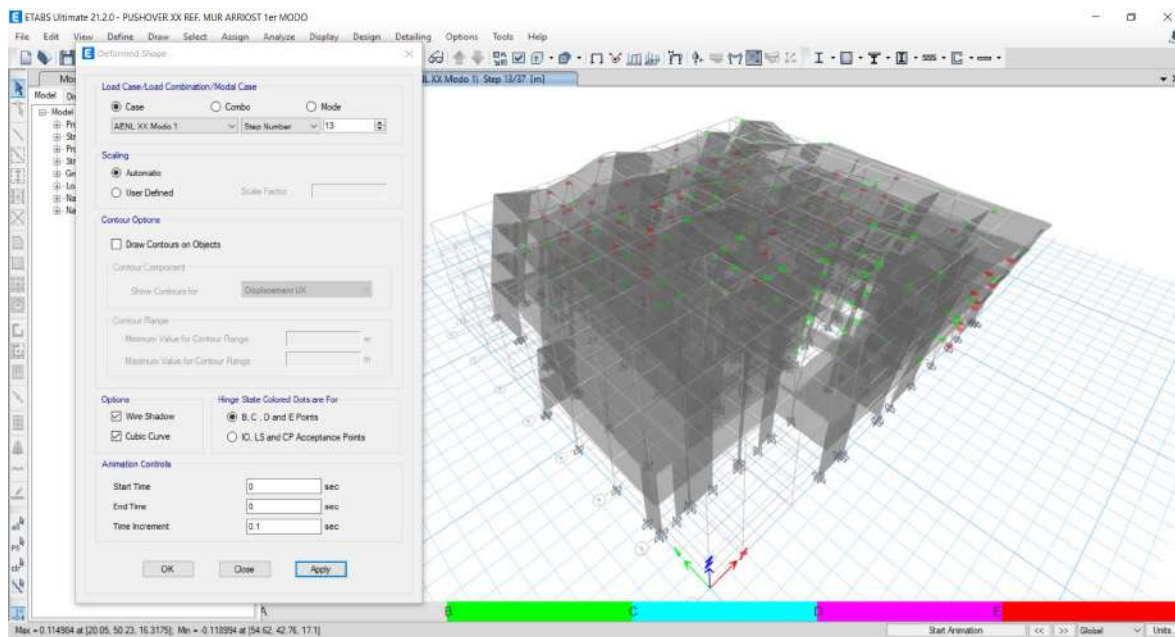 ETABS Ultimate 21.2.0 - PUSHOVER XX REF. MUR ARRIOST 1er MODO
File Edit View Define Draw Select Assign Analyze Display Design Detailing Options Tools Help
Deformed Shape
XX Modo 1) Step 13/37 [m]
Model
Model
Load Case/Load Combination/Modal Case
Case Combo Mode
AENL XX Modo 1 Step Number 13
Scaling
Automatic
User Defined Scale Factor
Contour Options
Draw Contours on Objects
Contour Component
Show Contours for Displacement UX
Contour Range
Minimum Value for Contour Range m
Maximum Value for Contour Range m
Options Hinge State Colored Dots are For
Wire Shadow B, C, D and E Points
Cubic Curve IO, LS and CP Acceptance Points
Animation Controls
Start Time 0 sec
End Time 0 sec
Time Increment 0.1 sec
OK Close Apply
A B C D E
Max = 0.114984 at [20.05, 50.23, 16.3175]; Min = -0.118994 at [54.62, 42.76, 17.1] Start Animation << >> Global Units